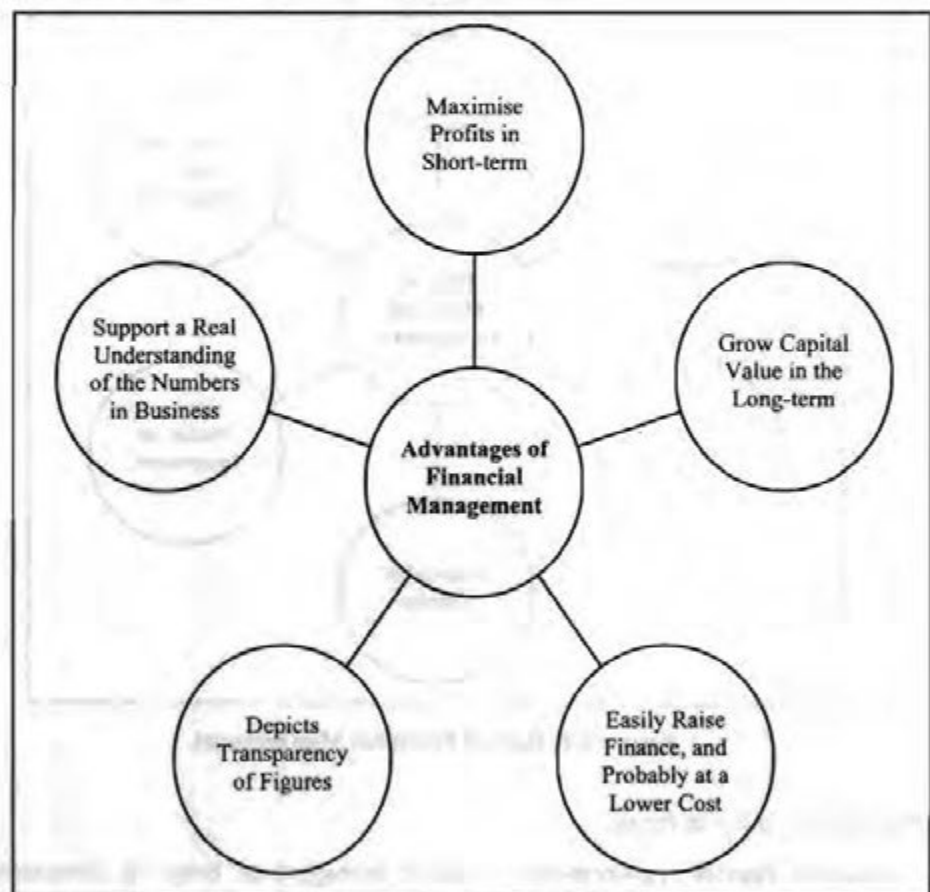 Maximise
Profits in
Short-term
Support a Real
Understanding
of the Numbers
in Business
Grow Capital
Value in the
Long-term
Advantages of
Financial
Management
Depicts
Transparency
of Figures
Easily Raise
Finance, and
Probably at a
Lower Cost